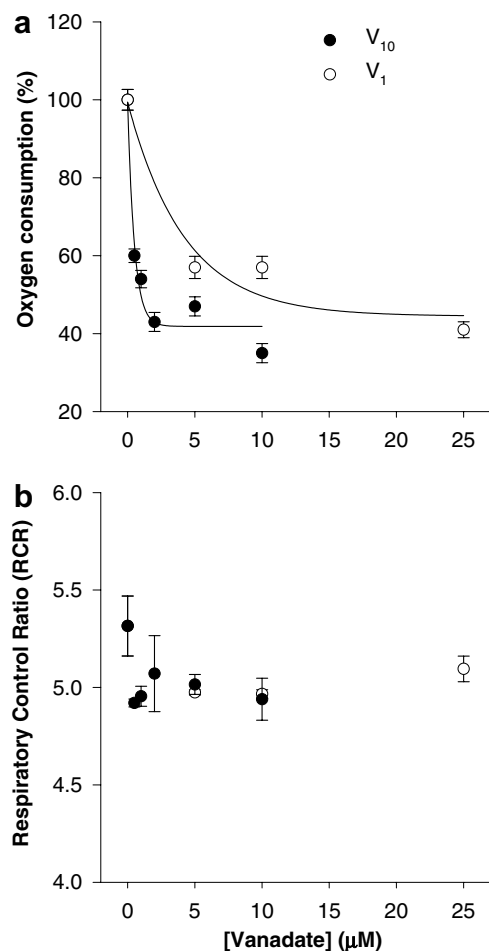 a
V10
V1
Oxygen consumption (%)
120
100
80
60
40
20
0 5 10 15 20 25
b
Respiratory Control Ratio (RCR)
6.0
5.5
5.0
4.5
4.0
0 5 10 15 20 25
[Vanadate] (μM)